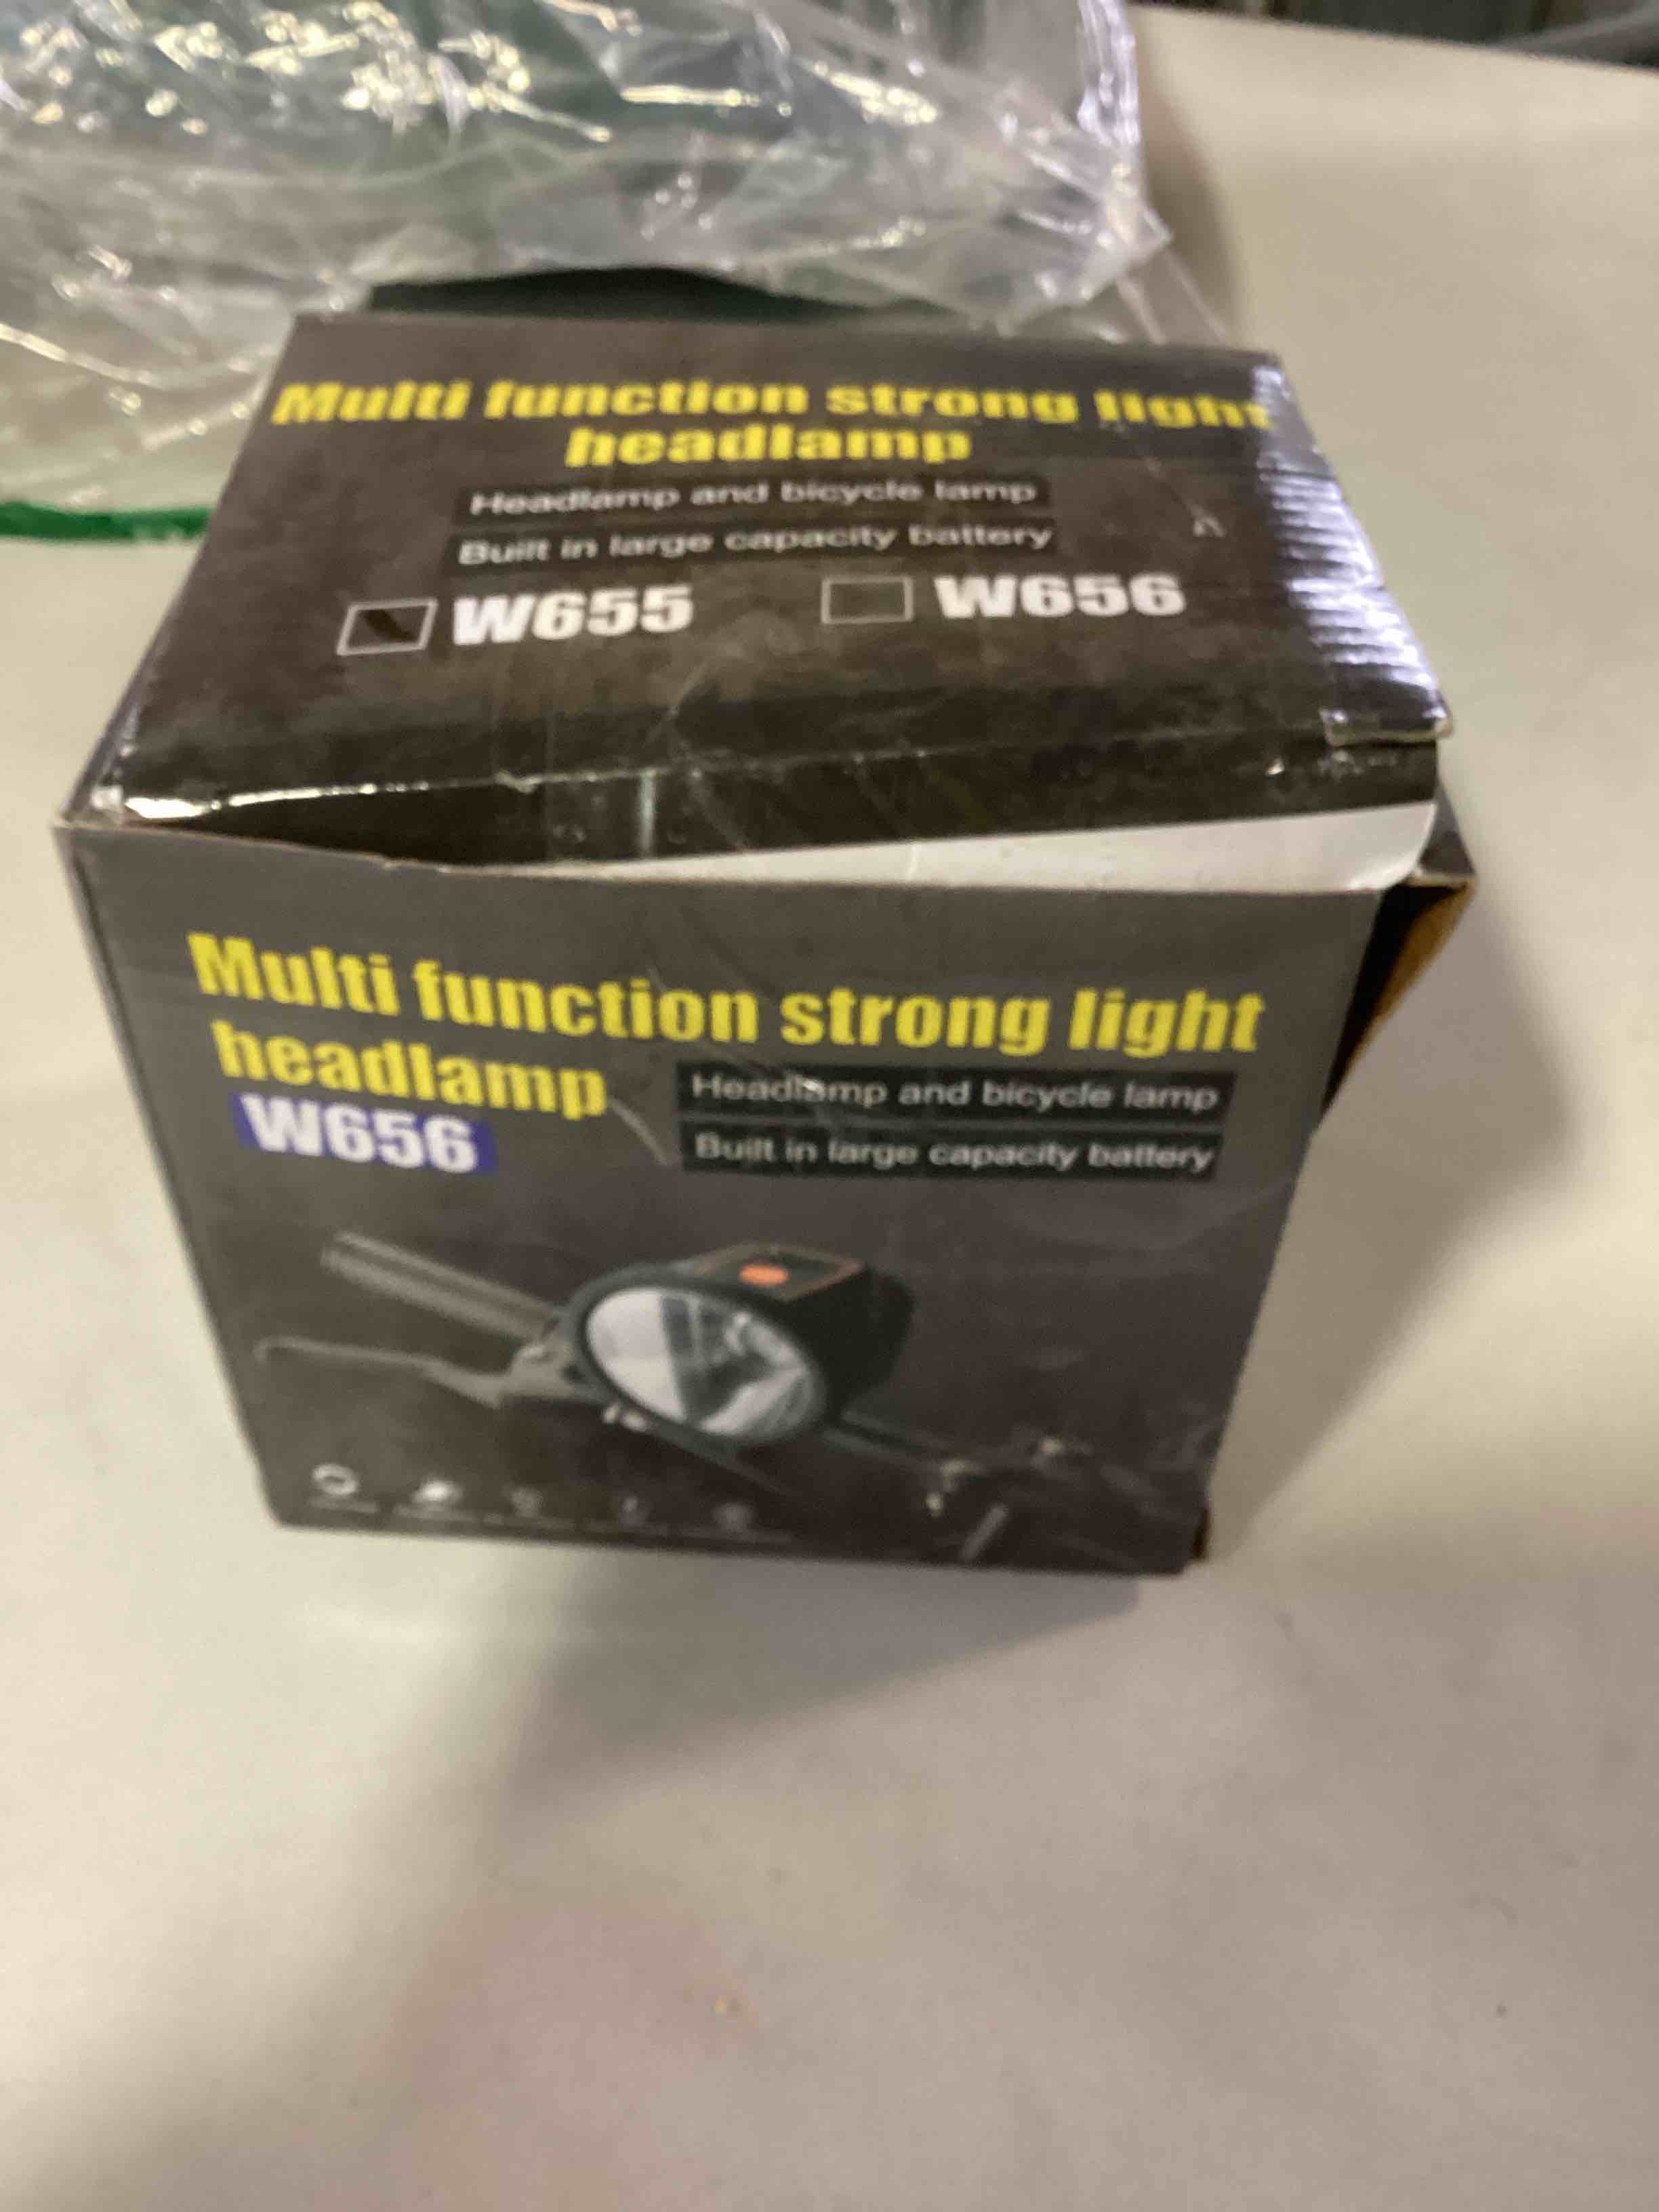 Multi function strong light
headlamp
Headlamp and bicycle lamp
Built in large capacity battery
W655 W656
Multi function strong light
headlamp
W656
Headlamp and bicycle lamp
Built in large capacity battery